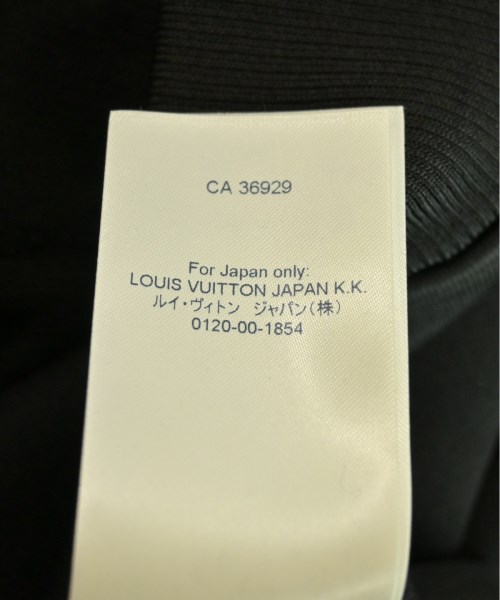 CA 36929
For Japan only:
LOUIS VUITTON JAPAN K.K.
ルイ・ヴィトン ジャパン(株)
0120-00-1854